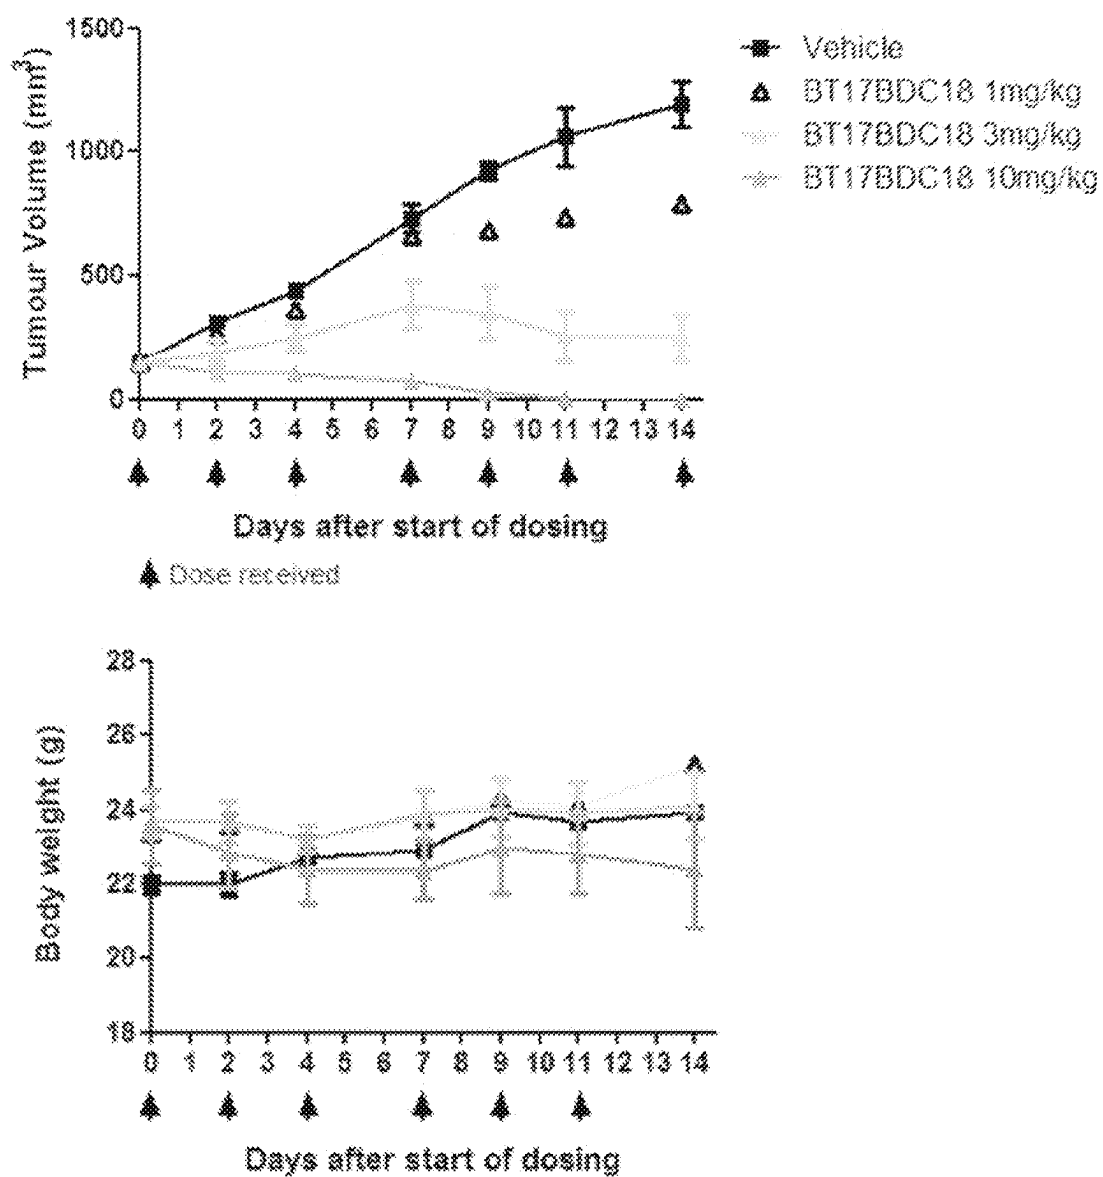 1500
1000
500
0
Tumour Volume (mm³)
0 1 2 3 4 5 6 7 8 9 10 11 12 13 14
Days after start of dosing
Dose received
Vehicle
BT17BDC18 1mg/kg
BT17BDC18 3mg/kg
BT17BDC18 10mg/kg
28
26
24
22
20
18
Body weight (g)
0 1 2 3 4 5 6 7 8 9 10 11 12 13 14
Days after start of dosing